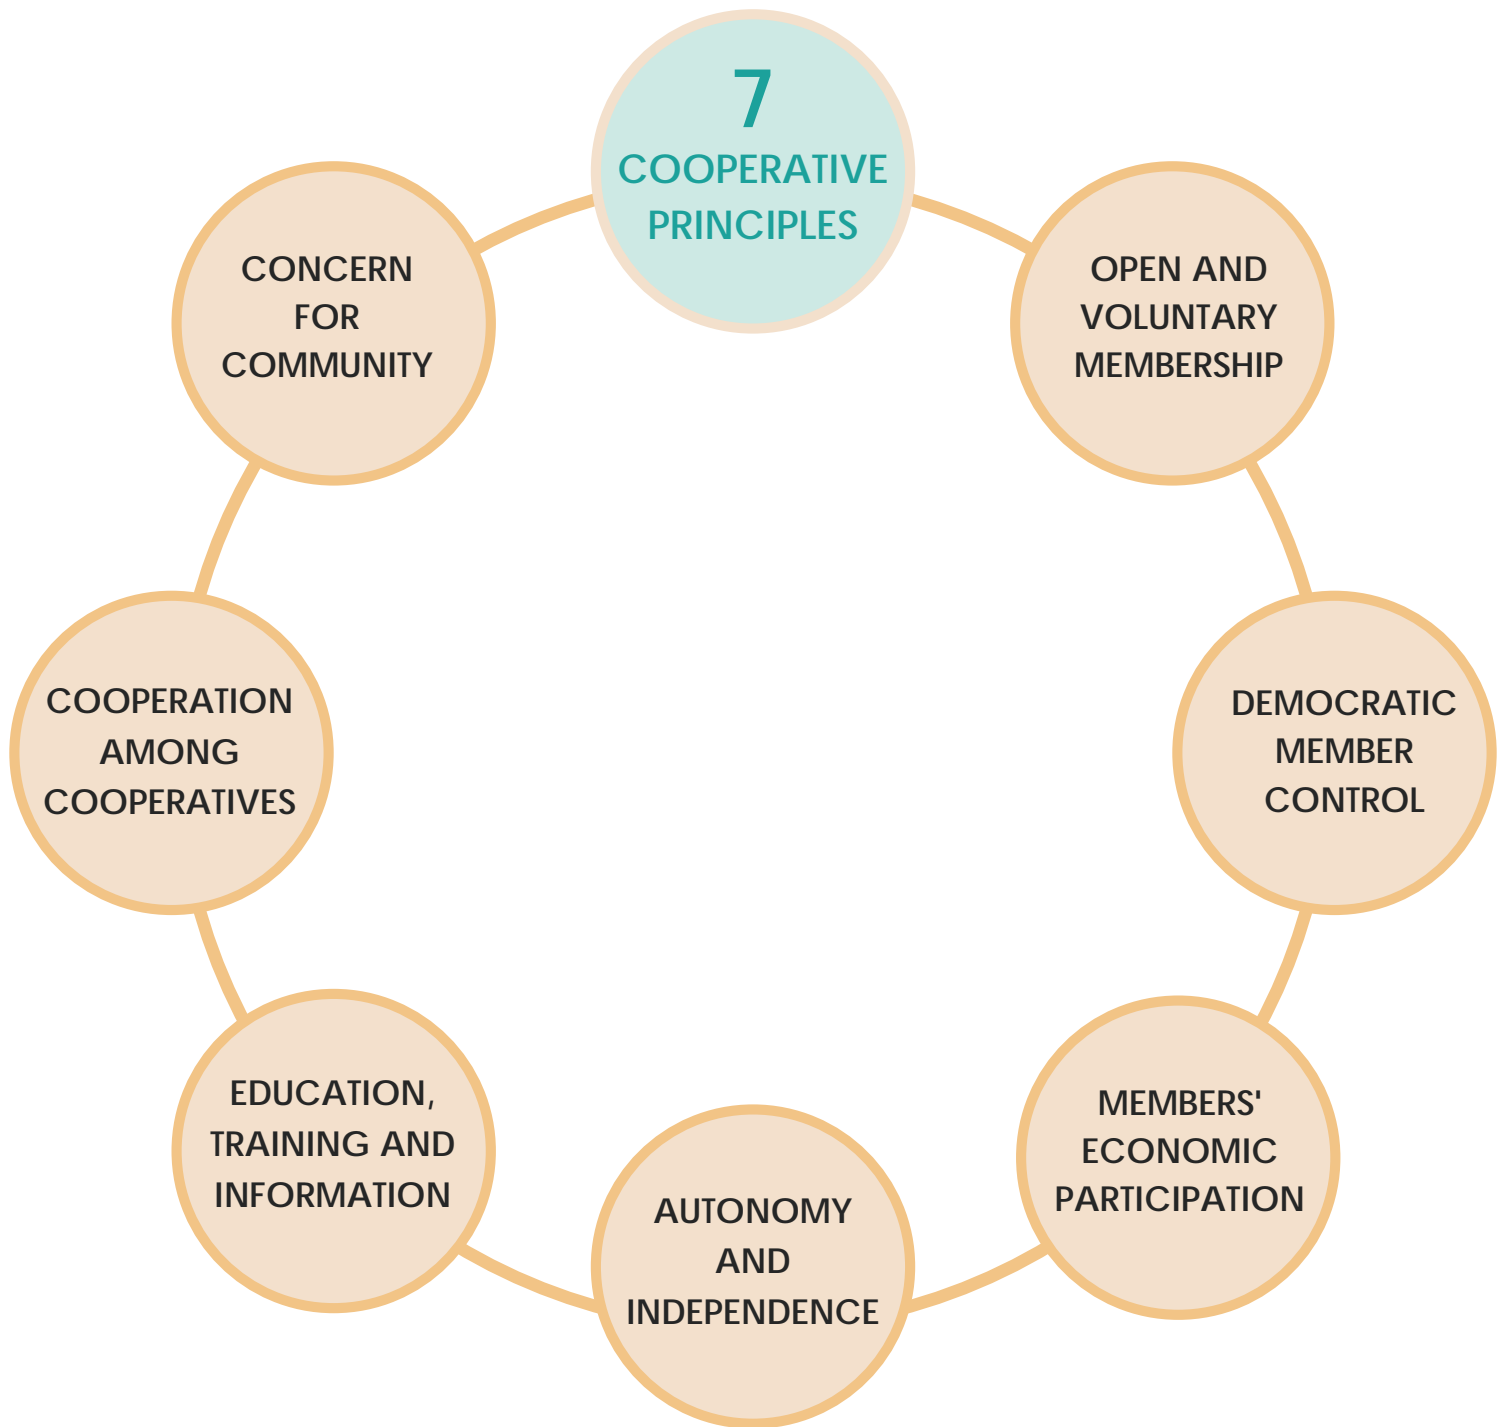 7
COOPERATIVE
PRINCIPLES
OPEN AND
VOLUNTARY
MEMBERSHIP
DEMOCRATIC
MEMBER
CONTROL
MEMBERS'
ECONOMIC
PARTICIPATION
AUTONOMY
AND
INDEPENDENCE
EDUCATION,
TRAINING AND
INFORMATION
COOPERATION
AMONG
COOPERATIVES
CONCERN
FOR
COMMUNITY